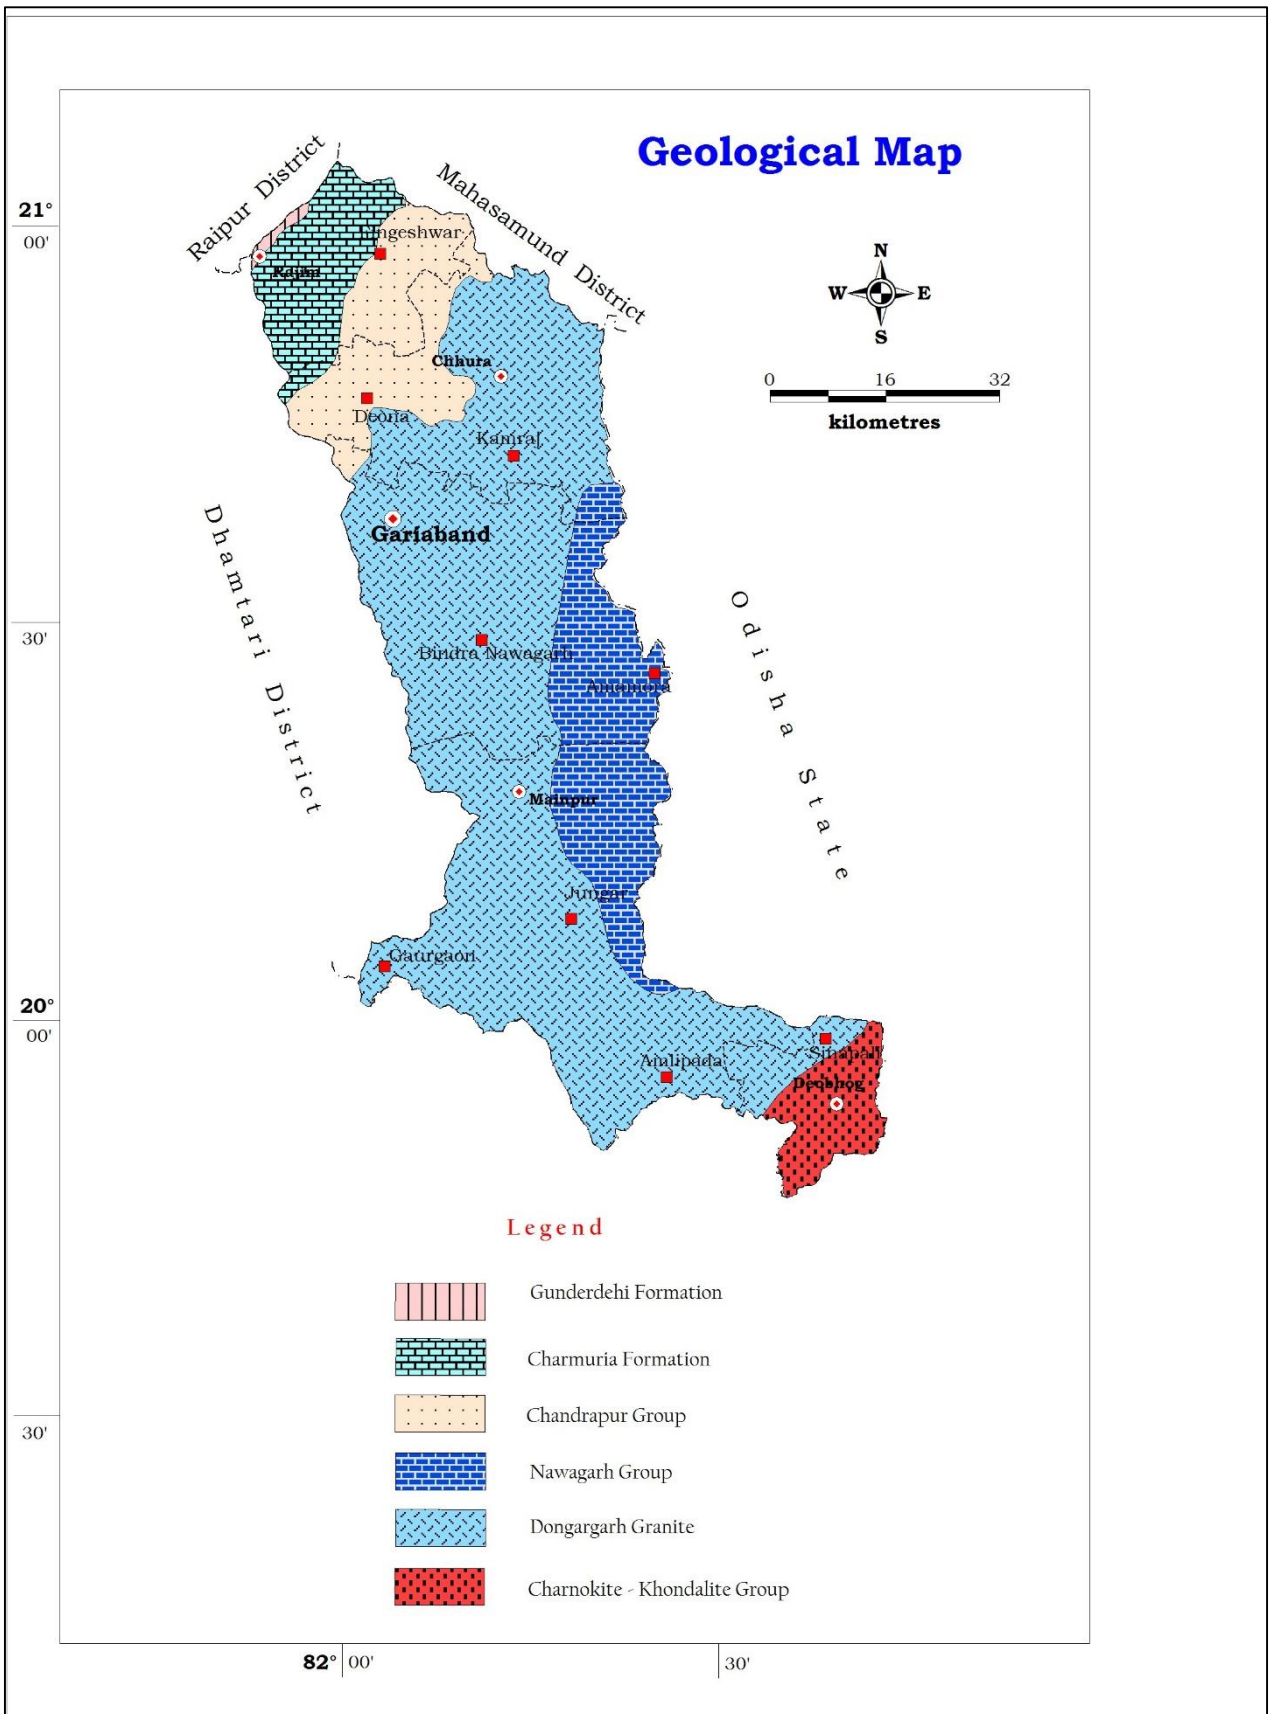 Geological Map
Raipur District
Mahasamund District
21°
00'
N
W E
S
Fingeshwar
Rajim
0 16 32
kilometres
Chhura
Deoria
Kamraj
Gariaband
Dhamtari District
Odisha State
30'
Bindra Nawagarh
Amamora
Mainpur
Jungar
Gaurgaon
20°
00'
Amlipada
Sinapali
Deobhog
Legend
Gunderdehi Formation
Charmuria Formation
Chandrapur Group
30'
Nawagarh Group
Dongargarh Granite
Charnokite - Khondalite Group
82° 00'
30'